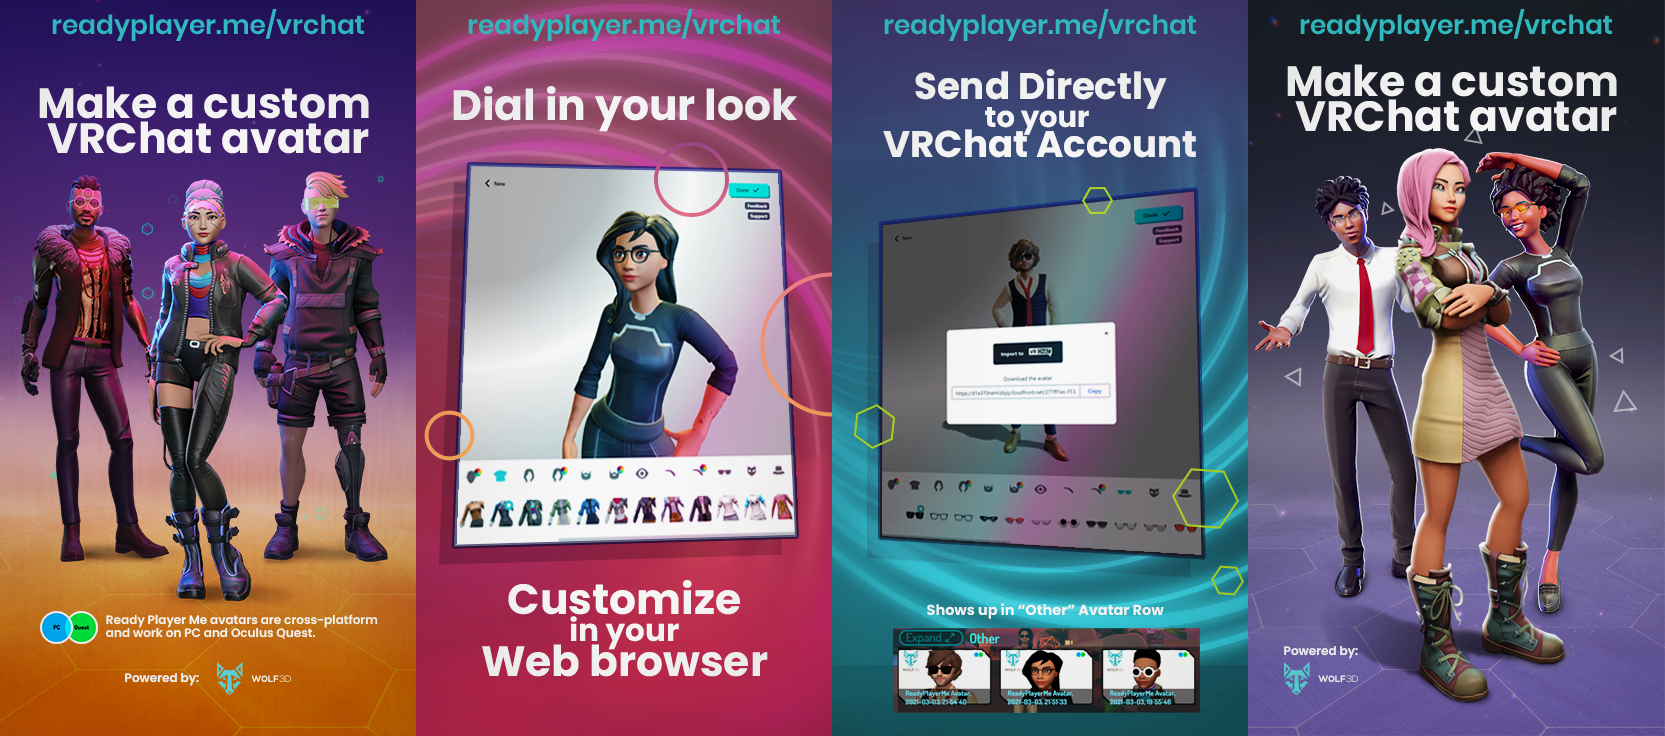 readyplayer.me/vrchat
Make a custom
VRChat avatar
PC
Quest
Ready Player Me avatars are cross-platform
and work on PC and Oculus Quest.
Powered by:
WOLF3D
readyplayer.me/vrchat
Dial in your look
New
Done
Feedback
Support
Customize
in your
Web browser
readyplayer.me/vrchat
Send Directly
to your
VRChat Account
New
Done
Feedback
Support
Import to VRCHAT
Download the avatar
Copy
Shows up in “Other” Avatar Row
Expand
Other
WOLF3D
WOLF3D
WOLF3D
ReadyPlayerMe Avatar,
2021-03-03, 21-54-40
ReadyPlayerMe Avatar,
2021-03-03, 21-51-33
ReadyPlayerMe Avatar,
2021-03-03, 19-55-46
readyplayer.me/vrchat
Make a custom
VRChat avatar
Powered by:
WOLF3D